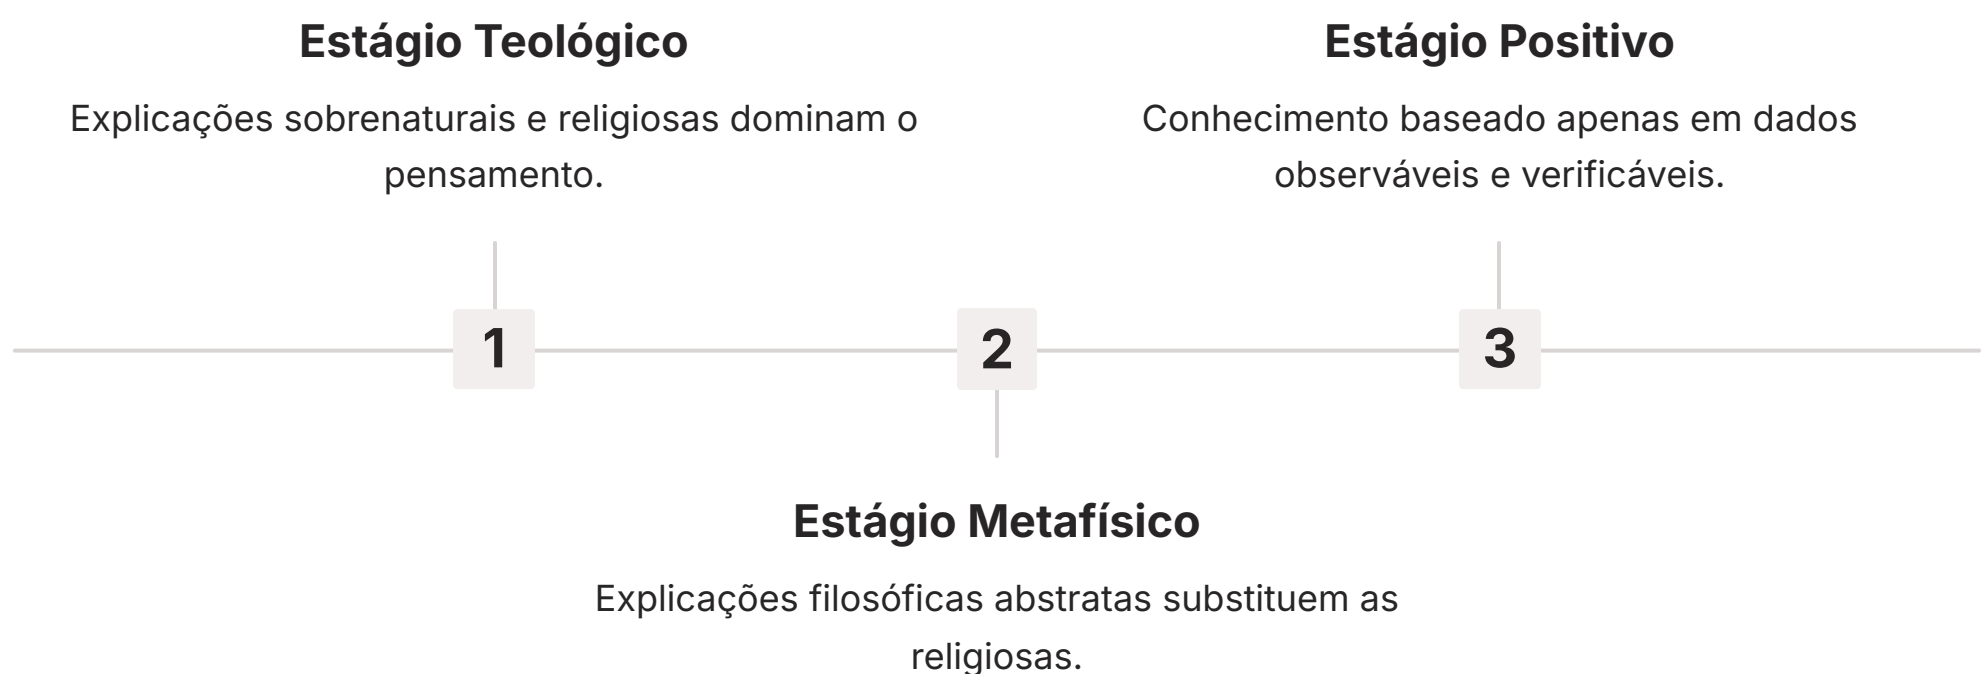 Estágio Teológico
Explicações sobrenaturais e religiosas dominam o
pensamento.
Estágio Positivo
Conhecimento baseado apenas em dados
observáveis e verificáveis.
1
2
3
Estágio Metafísico
Explicações filosóficas abstratas substituem as
religiosas.